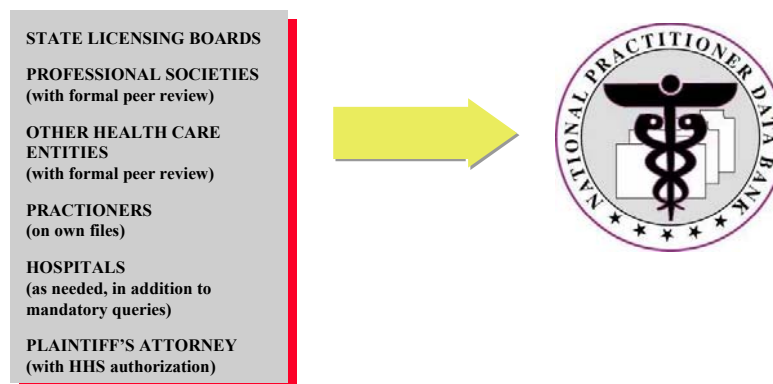 STATE LICENSING BOARDS
PROFESSIONAL SOCIETIES
(with formal peer review)
OTHER HEALTH CARE
ENTITIES
(with formal peer review)
PRACTIONERS
(on own files)
HOSPITALS
(as needed, in addition to
mandatory queries)
PLAINTIFF’S ATTORNEY
(with HHS authorization)
NATIONAL PRACTITIONER DATA BANK